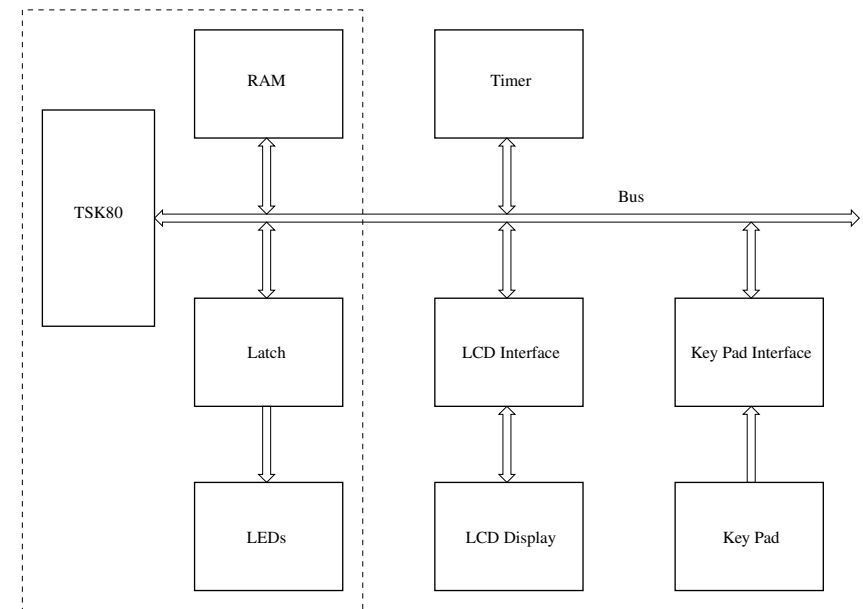 RAM
Timer
TSK80
Bus
Latch
LCD Interface
Key Pad Interface
LEDs
LCD Display
Key Pad